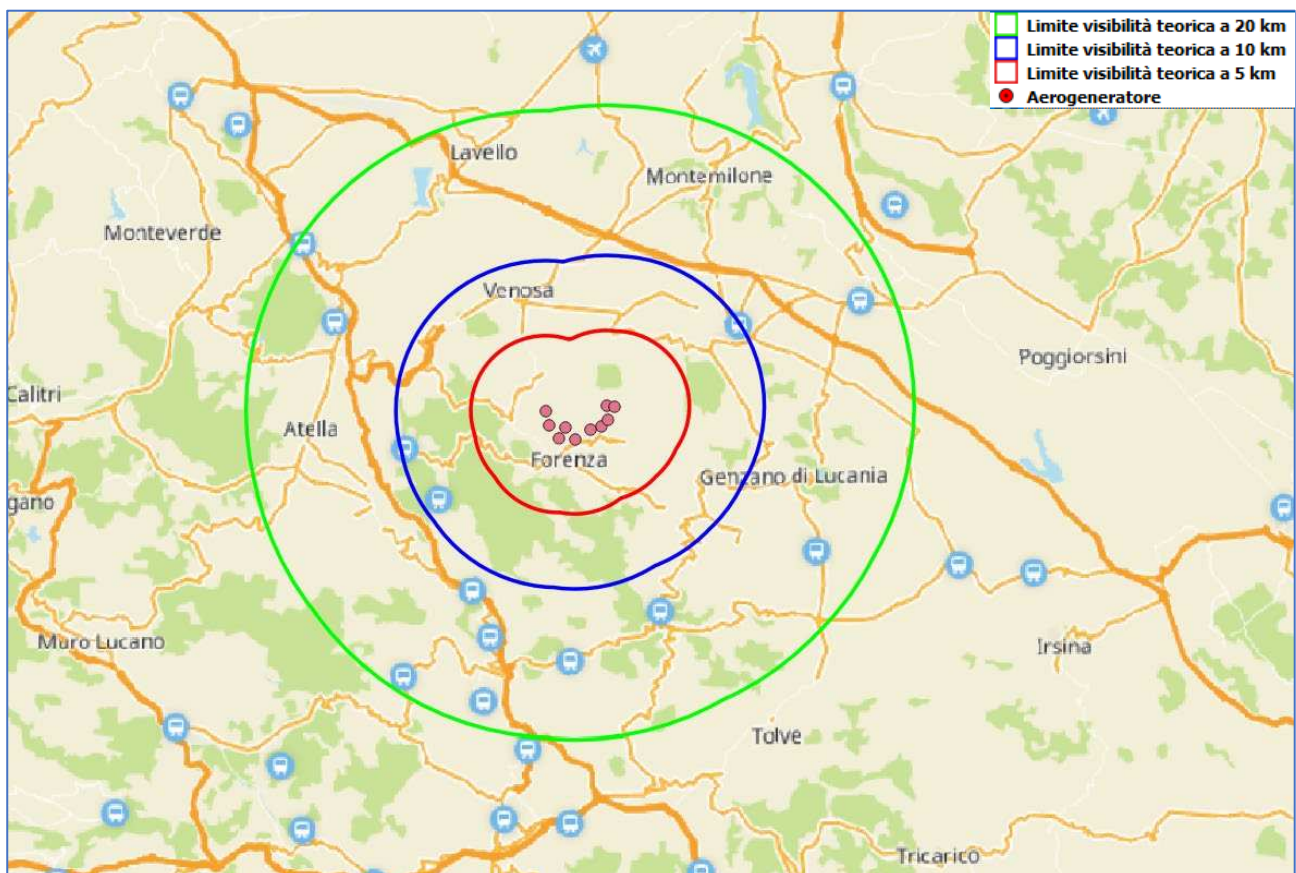 Limite visibilità teorica a 20 km
Limite visibilità teorica a 10 km
Limite visibilità teorica a 5 km
Aerogeneratore
Lavello
Montemilone
Monteverde
Venosa
Poggiorsini
Calitri
Atella
Forenza
Genzano di Lucania
gano
Muro Lucano
Irsina
Tolve
Tricarico